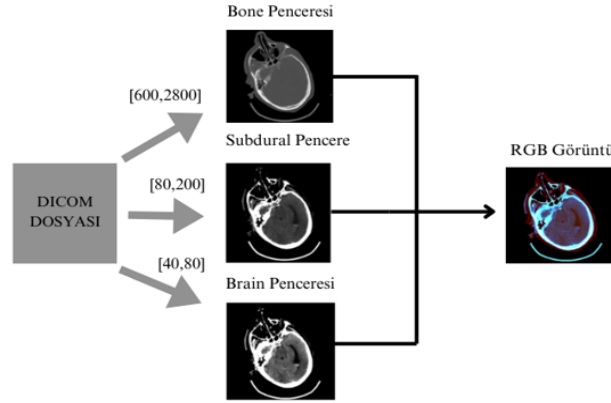 Bone Penceresi
[600,2800]
Subdural Pencere
RGB Görüntü
DICOM
DOSYASI
[80,200]
[40,80]
Brain Penceresi